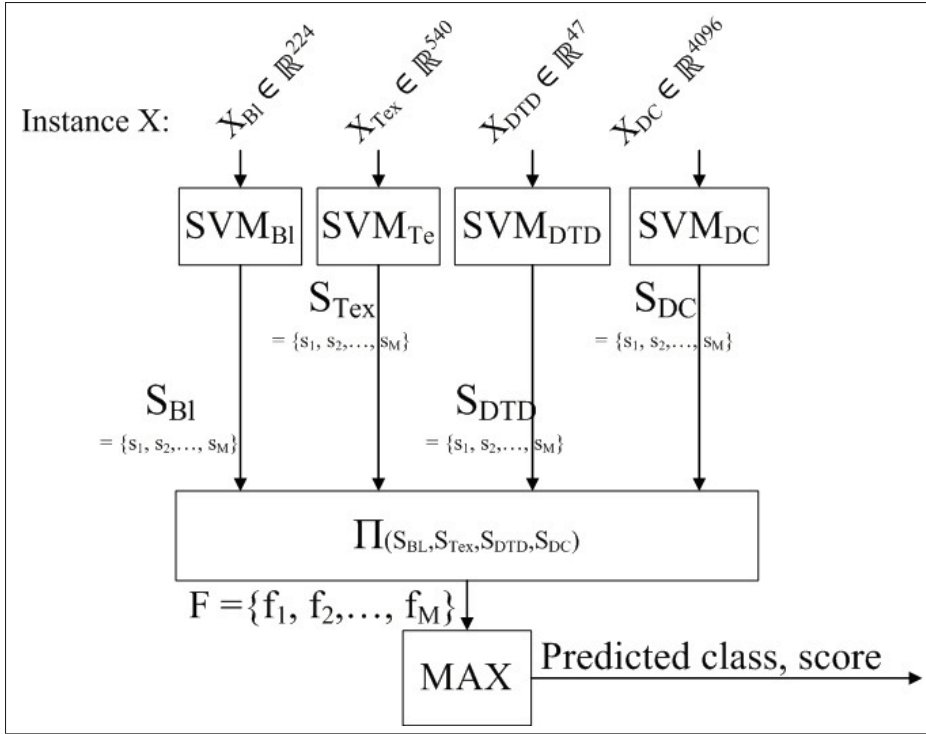 Instance X:
X_Bl ∈ ℝ^224
X_Tex ∈ ℝ^540
X_DTD ∈ ℝ^47
X_DC ∈ ℝ^4096
SVM_Bl
SVM_Te
SVM_DTD
SVM_DC
S_Tex
= {s_1, s_2,…, s_M}
S_DC
= {s_1, s_2,…, s_M}
S_Bl
= {s_1, s_2,…, s_M}
S_DTD
= {s_1, s_2,…, s_M}
Π(S_BL,S_Tex,S_DTD,S_DC)
F ={f_1, f_2,…, f_M}
MAX
Predicted class, score